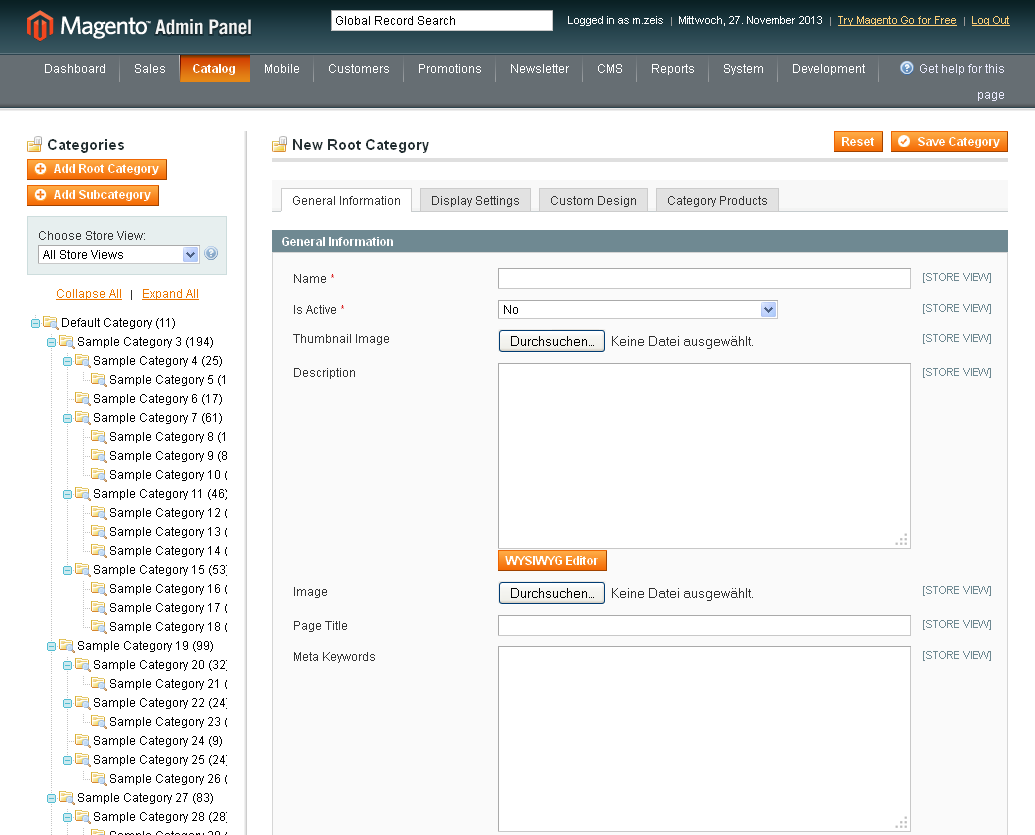 Magento™ Admin Panel
Global Record Search
Logged in as m.zeis | Mittwoch, 27. November 2013 | Try Magento Go for Free | Log Out
Dashboard Sales Catalog Mobile Customers Promotions Newsletter CMS Reports System Development Get help for this page
Categories
Add Root Category
Add Subcategory
Choose Store View:
All Store Views
Collapse All | Expand All
Default Category (11)
Sample Category 3 (194)
Sample Category 4 (25)
Sample Category 5 (1
Sample Category 6 (17)
Sample Category 7 (61)
Sample Category 8 (1
Sample Category 9 (8
Sample Category 10 (
Sample Category 11 (46)
Sample Category 12 (
Sample Category 13 (
Sample Category 14 (
Sample Category 15 (53)
Sample Category 16 (
Sample Category 17 (
Sample Category 18 (
Sample Category 19 (99)
Sample Category 20 (32)
Sample Category 21 (
Sample Category 22 (24)
Sample Category 23 (
Sample Category 24 (9)
Sample Category 25 (24)
Sample Category 26 (
Sample Category 27 (83)
Sample Category 28 (28)
New Root Category
Reset
Save Category
General Information Display Settings Custom Design Category Products
General Information
Name * [STORE VIEW]
Is Active * No [STORE VIEW]
Thumbnail Image Durchsuchen... Keine Datei ausgewählt. [STORE VIEW]
Description [STORE VIEW]
WYSIWYG Editor
Image Durchsuchen... Keine Datei ausgewählt. [STORE VIEW]
Page Title [STORE VIEW]
Meta Keywords [STORE VIEW]